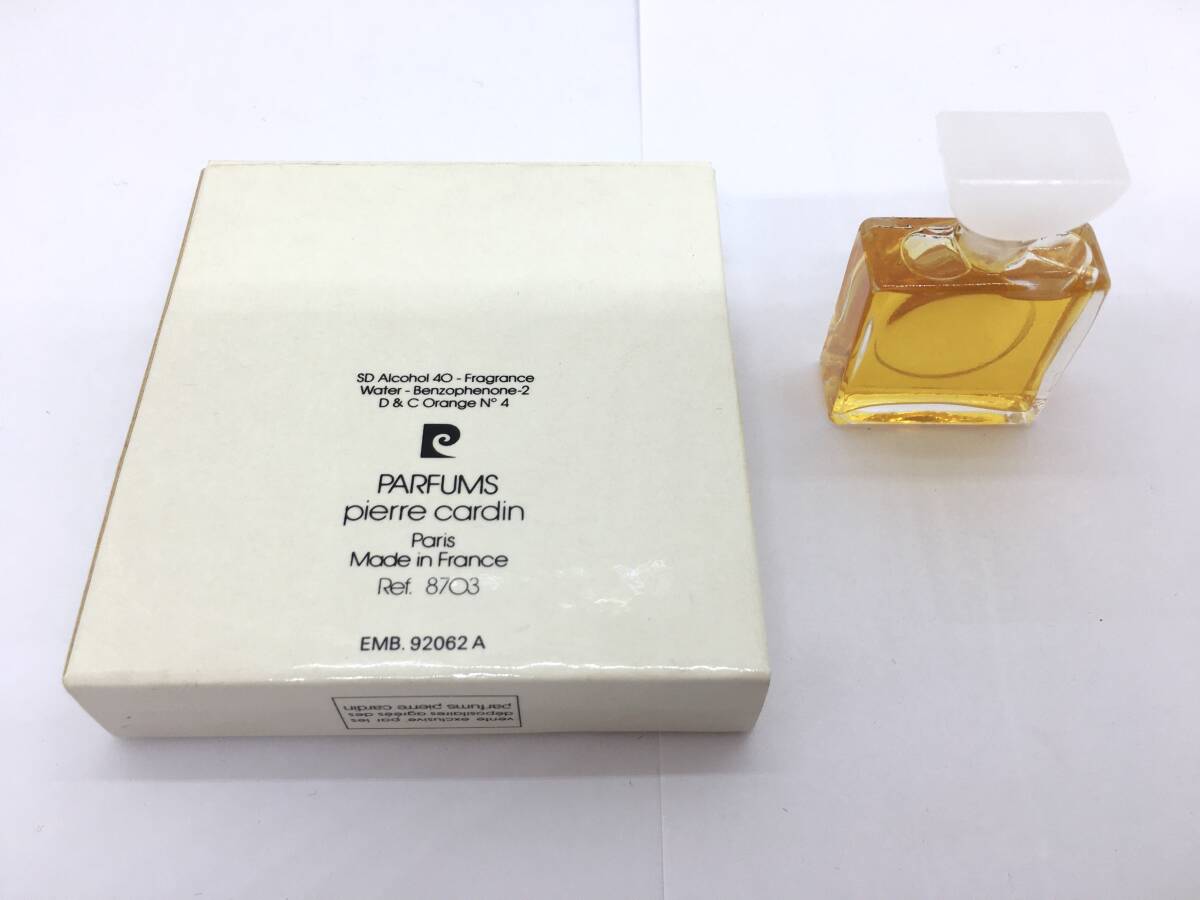 SD Alcohol 40 - Fragrance
Water - Benzophenone-2
D & C Orange N° 4
PARFUMS
pierre cardin
Paris
Made in France
Ref. 8703
EMB. 92062 A
vente exclusive par les
dépositaires agréés des
parfums pierre cardin